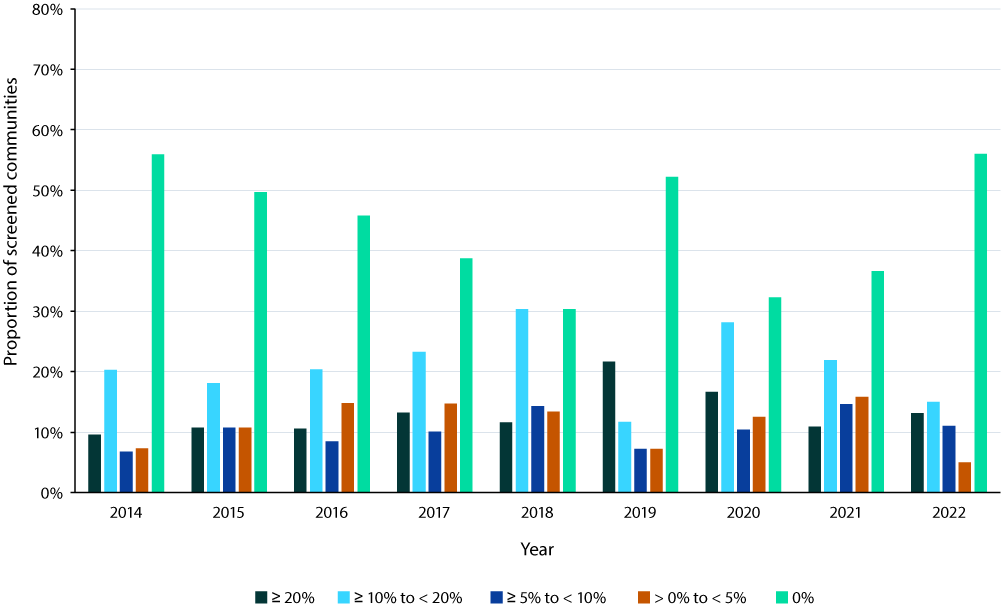 80%
70%
60%
50%
40%
30%
20%
10%
0%
Proportion of screened communities
2014 2015 2016 2017 2018 2019 2020 2021 2022
Year
≥ 20% ≥ 10% to < 20% ≥ 5% to < 10% > 0% to < 5% 0%